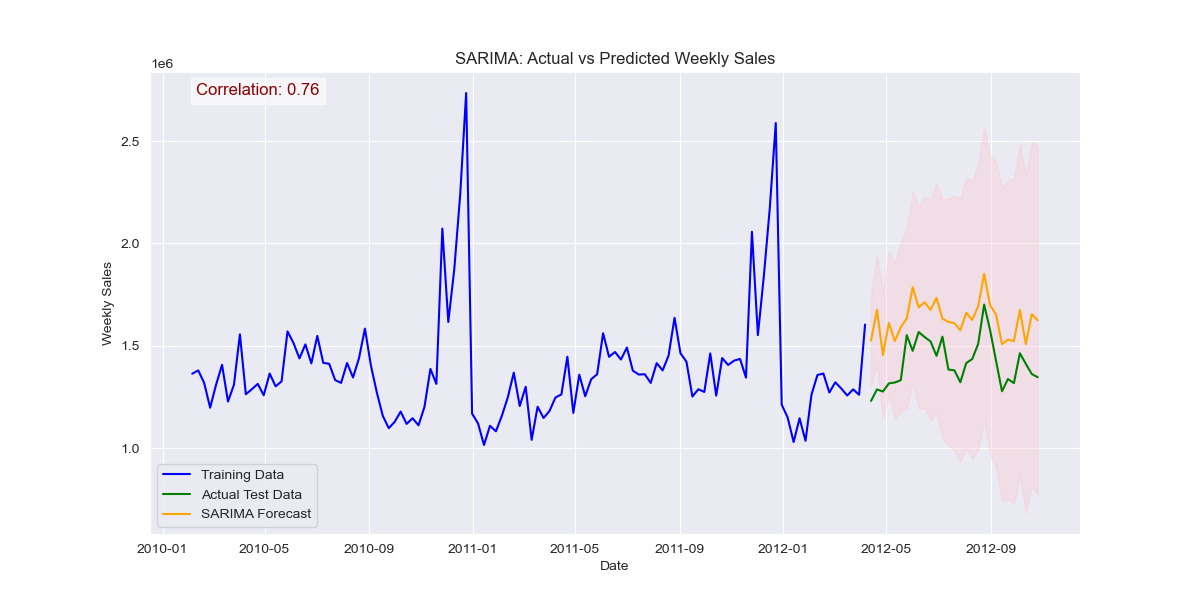 SARIMA: Actual vs Predicted Weekly Sales
1e6
Correlation: 0.76
2.5
2.0
1.5
1.0
Weekly Sales
Training Data
Actual Test Data
SARIMA Forecast
2010-01 2010-05 2010-09 2011-01 2011-05 2011-09 2012-01 2012-05 2012-09
Date